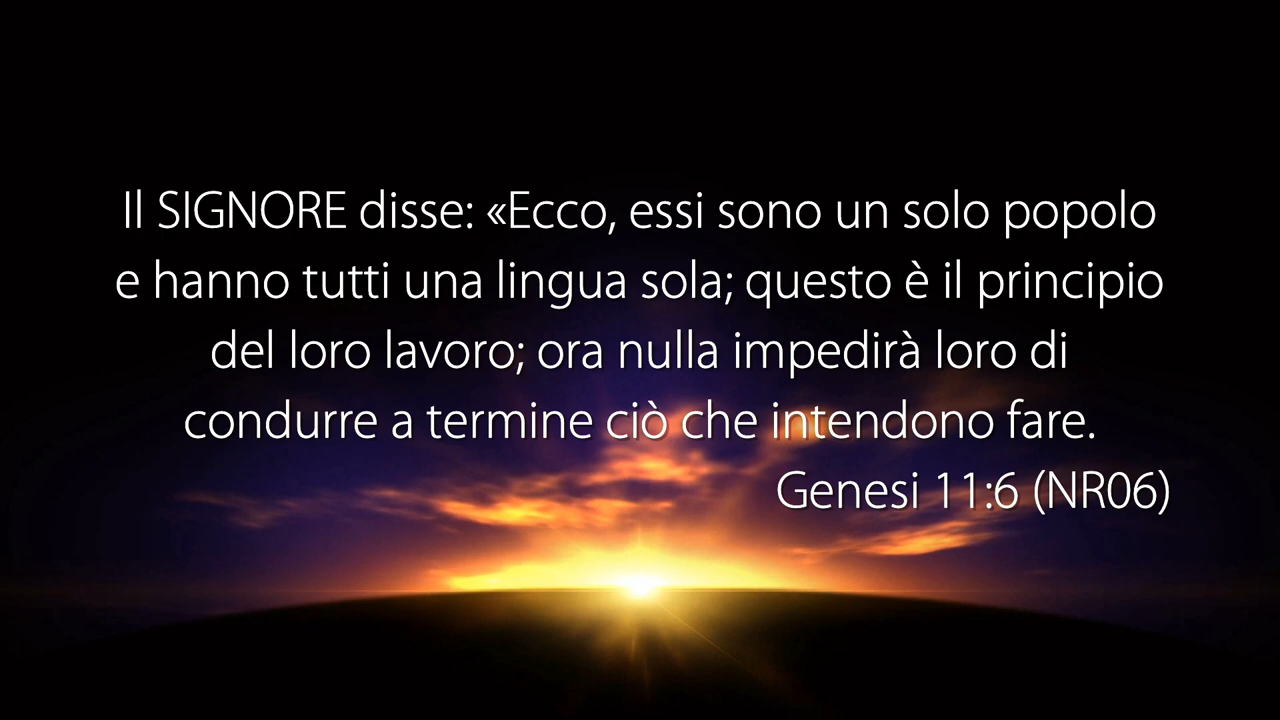 Il SIGNORE disse: «Ecco, essi sono un solo popolo
e hanno tutti una lingua sola; questo è il principio
del loro lavoro; ora nulla impedirà loro di
condurre a termine ciò che intendono fare.
Genesi 11:6 (NR06)